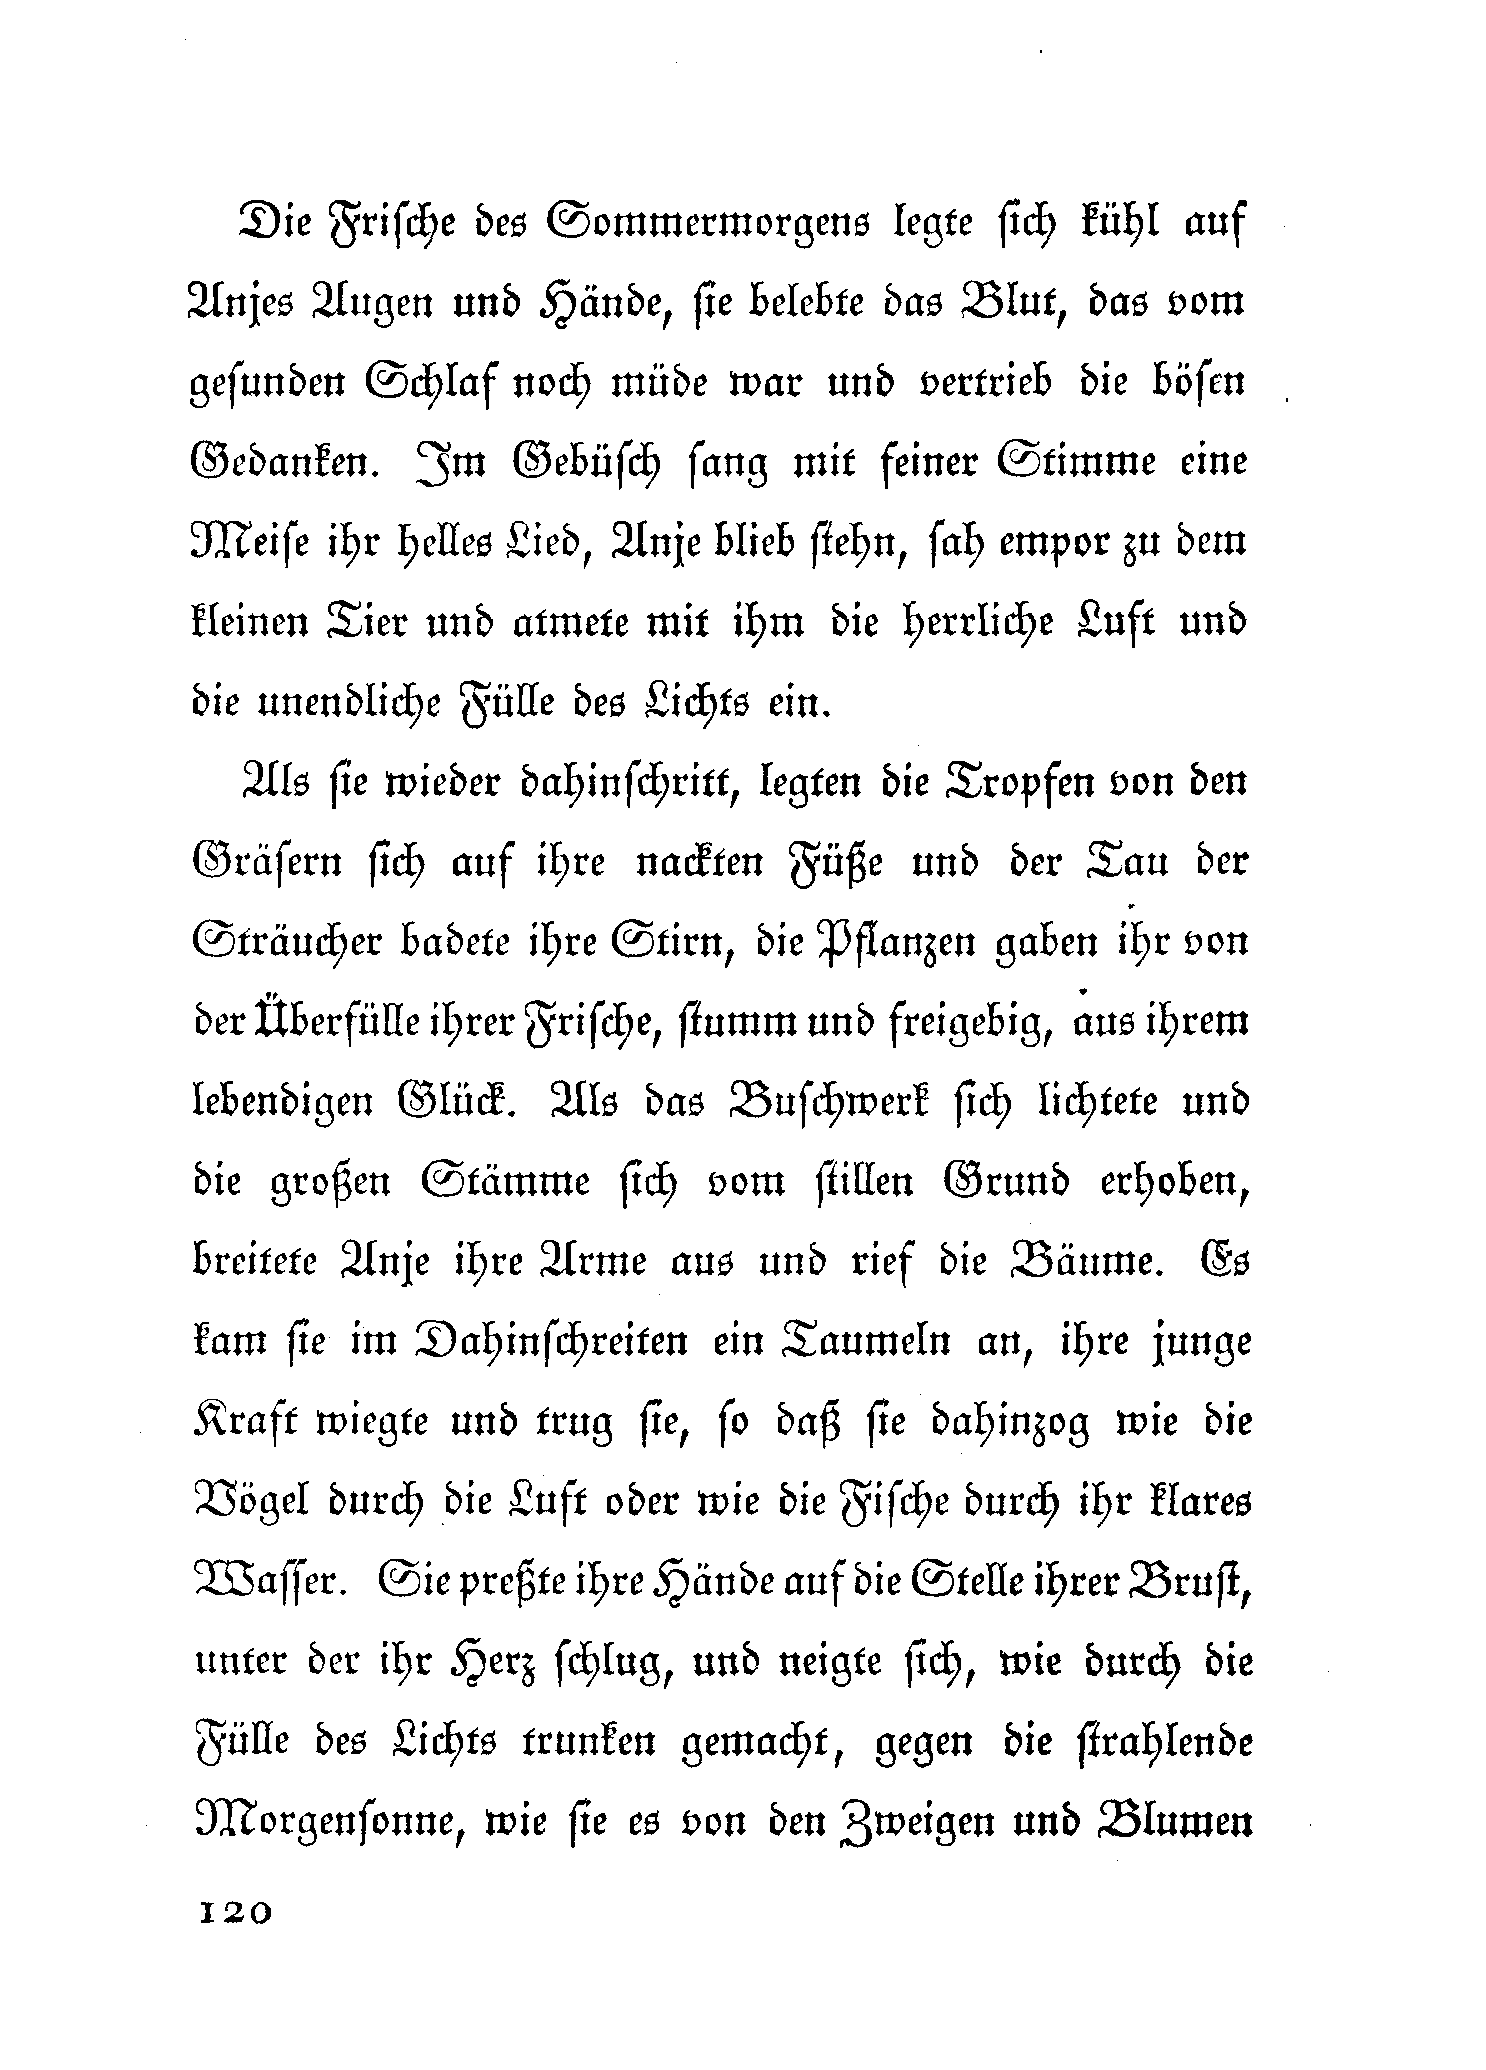 Die Frische des Sommermorgens legte sich kühl auf
Anjes Augen und Hände, sie belebte das Blut, das vom
gesunden Schlaf noch müde war und vertrieb die bösen
Gedanken. Im Gebüsch sang mit feiner Stimme eine
Meise ihr helles Lied, Anje blieb stehn, sah empor zu dem
kleinen Tier und atmete mit ihm die herrliche Luft und
die unendliche Fülle des Lichts ein.
Als sie wieder dahinschritt, legten die Tropfen von den
Gräsern sich auf ihre nackten Füße und der Tau der
Sträucher badete ihre Stirn, die Pflanzen gaben ihr von
der Überfülle ihrer Frische, stumm und freigebig, aus ihrem
lebendigen Glück. Als das Buschwerk sich lichtete und
die großen Stämme sich vom stillen Grund erhoben,
breitete Anje ihre Arme aus und rief die Bäume. Es
kam sie im Dahinschreiten ein Taumeln an, ihre junge
Kraft wiegte und trug sie, so daß sie dahinzog wie die
Vögel durch die Luft oder wie die Fische durch ihr klares
Wasser. Sie preßte ihre Hände auf die Stelle ihrer Brust,
unter der ihr Herz schlug, und neigte sich, wie durch die
Fülle des Lichts trunken gemacht, gegen die strahlende
Morgensonne, wie sie es von den Zweigen und Blumen
120